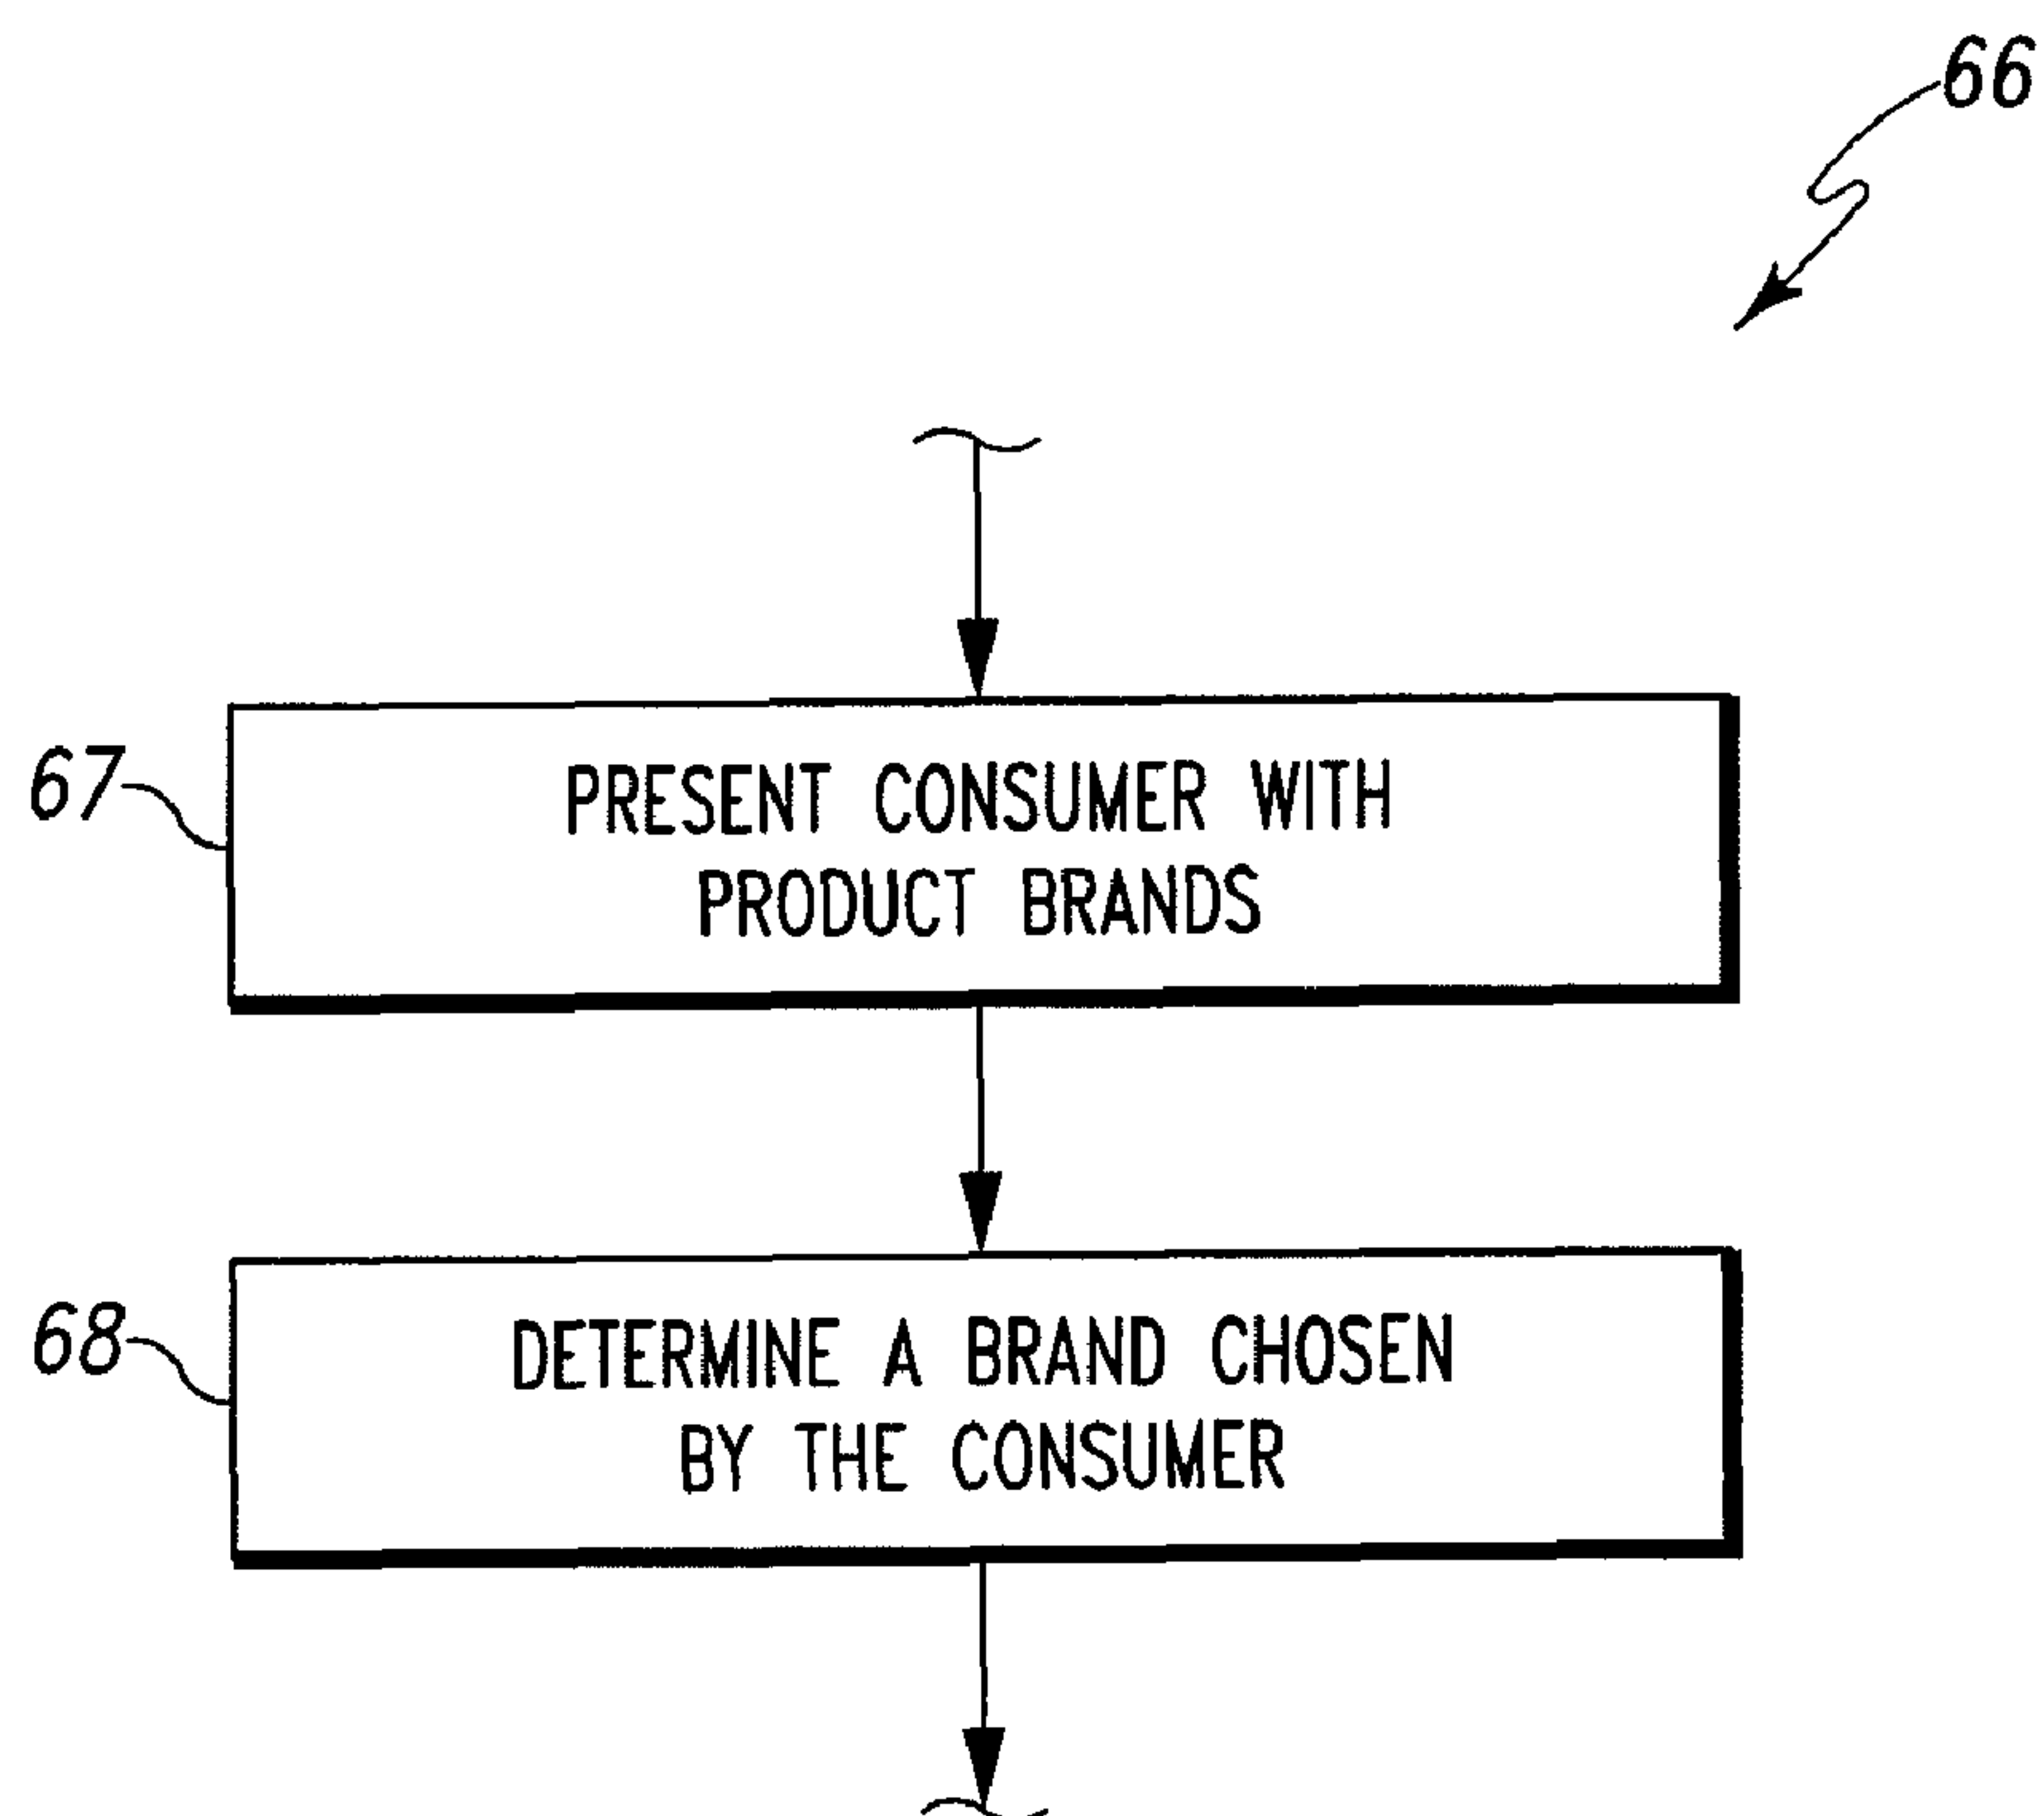 66
67
PRESENT CONSUMER WITH
PRODUCT BRANDS
68
DETERMINE A BRAND CHOSEN
BY THE CONSUMER